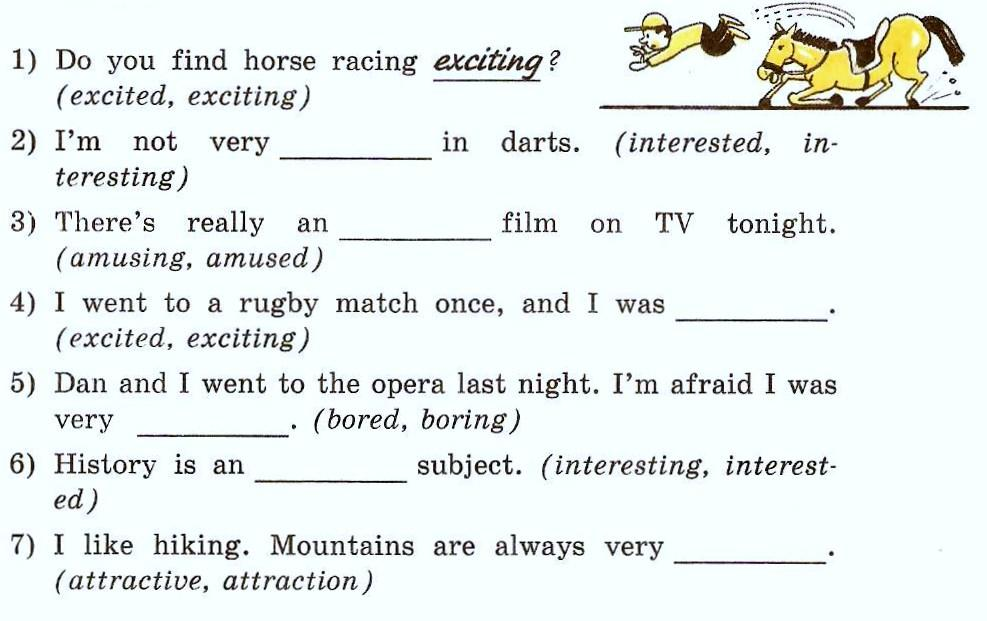 1) Do you find horse racing exciting?
(excited, exciting)
2) I'm not very __________ in darts. (interested, in-
teresting)
3) There's really an __________ film on TV tonight.
(amusing, amused)
4) I went to a rugby match once, and I was __________.
(excited, exciting)
5) Dan and I went to the opera last night. I'm afraid I was
very __________. (bored, boring)
6) History is an __________ subject. (interesting, interest-
ed)
7) I like hiking. Mountains are always very __________.
(attractive, attraction)